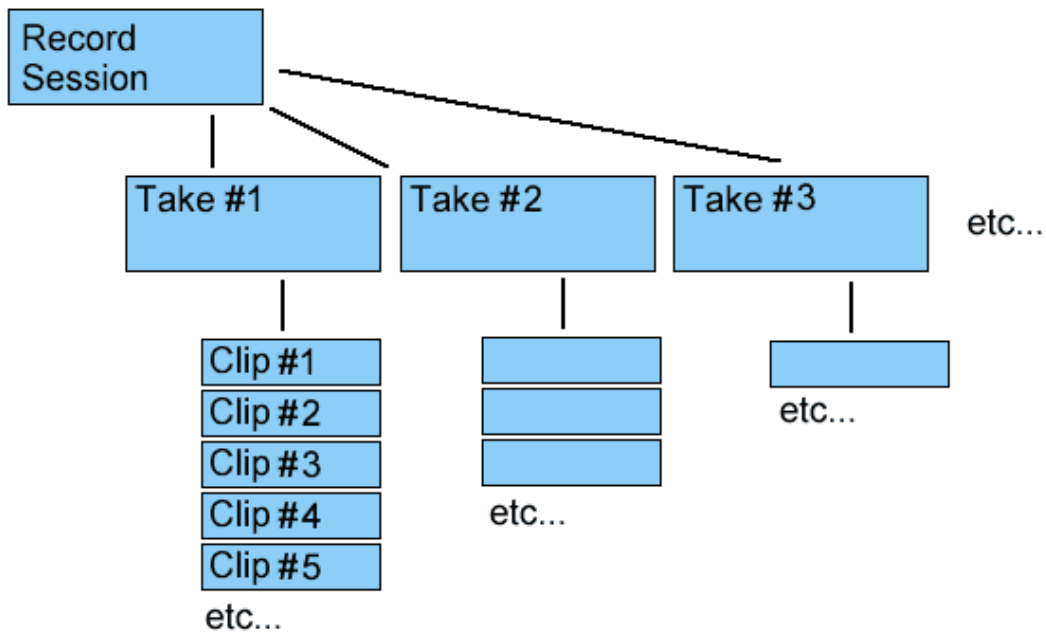 Record
Session
Take #1
Take #2
Take #3
etc...
Clip #1
Clip #2
Clip #3
Clip #4
Clip #5
etc...
etc...
etc...